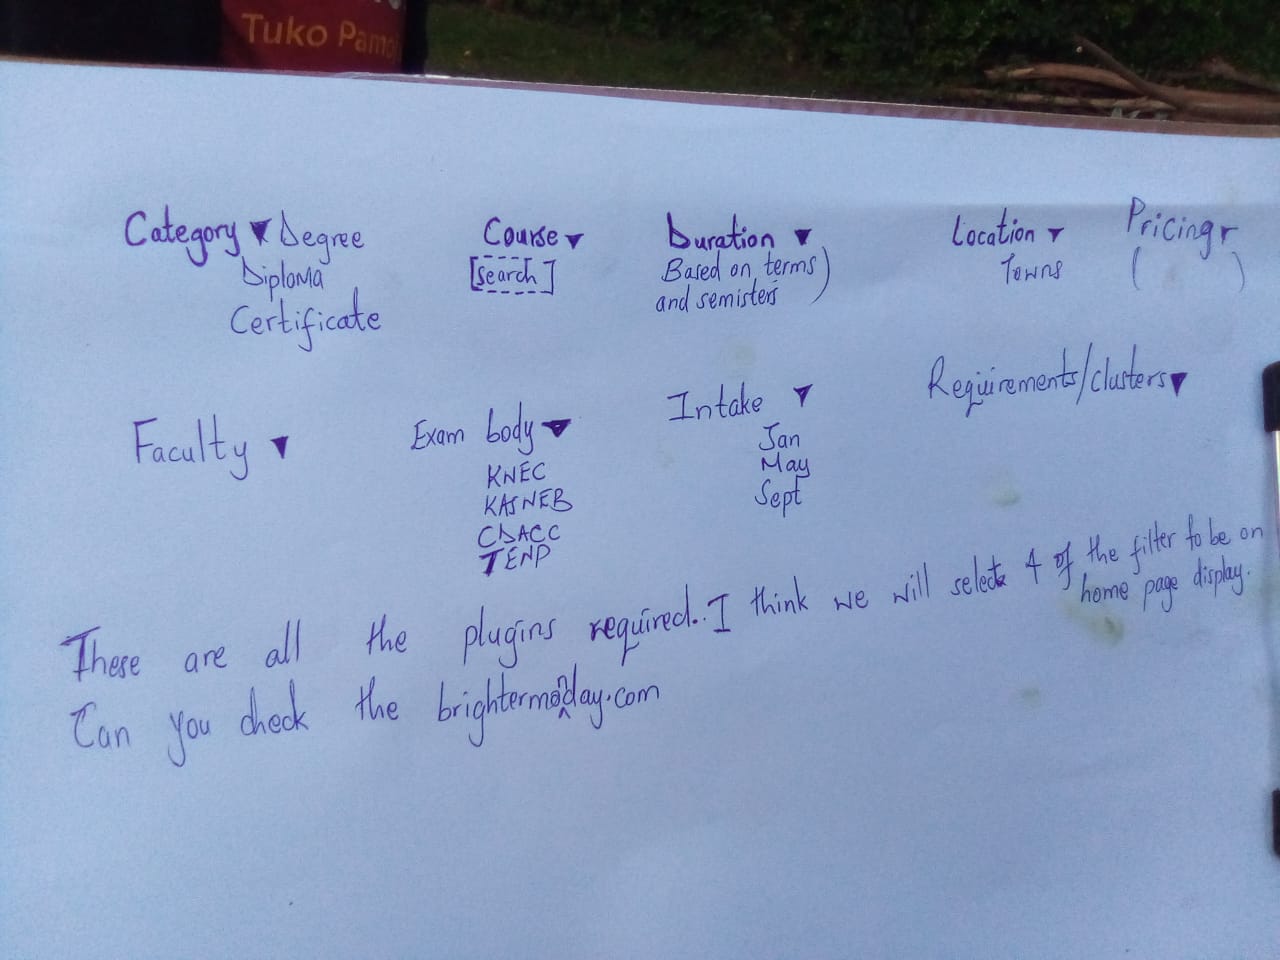 Tuko Pamo
Category ▼ Degree
Diploma
Certificate
Course ▼
[search]
Duration ▼
Based on terms)
and semisters
Location ▼
Towns
Pricing ▼
( )
Faculty ▼
Exam body ▼
KNEC
KASNEB
CDACC
TENP
Intake ▼
Jan
May
Sept
Requirements/clusters ▼
These are all the plugins required. I think we will select 4 of the filter to be on
home page display.
Can you check the brightermonday.com